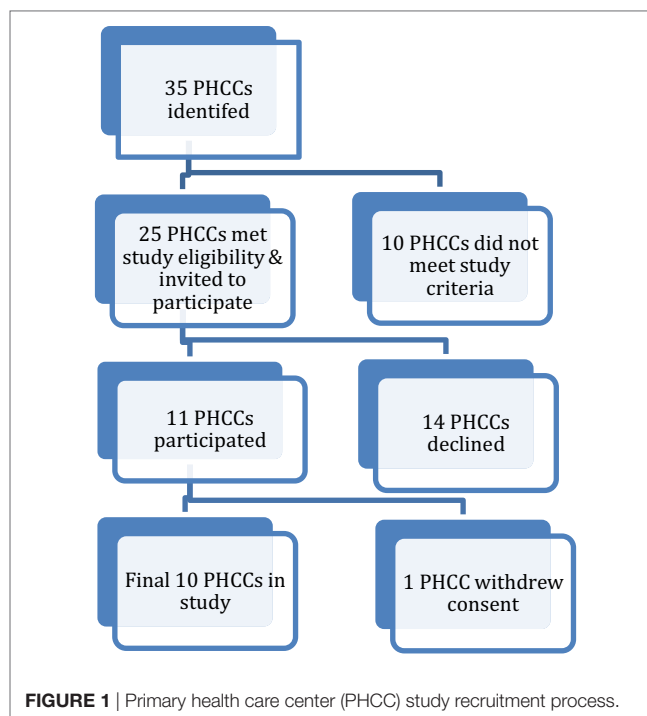 35 PHCCs
identifed
25 PHCCs met
study eligibility &
invited to
participate
10 PHCCs did not
meet study
criteria
11 PHCCs
participated
14 PHCCs
declined
Final 10 PHCCs in
study
1 PHCC withdrew
consent
FIGURE 1 | Primary health care center (PHCC) study recruitment process.